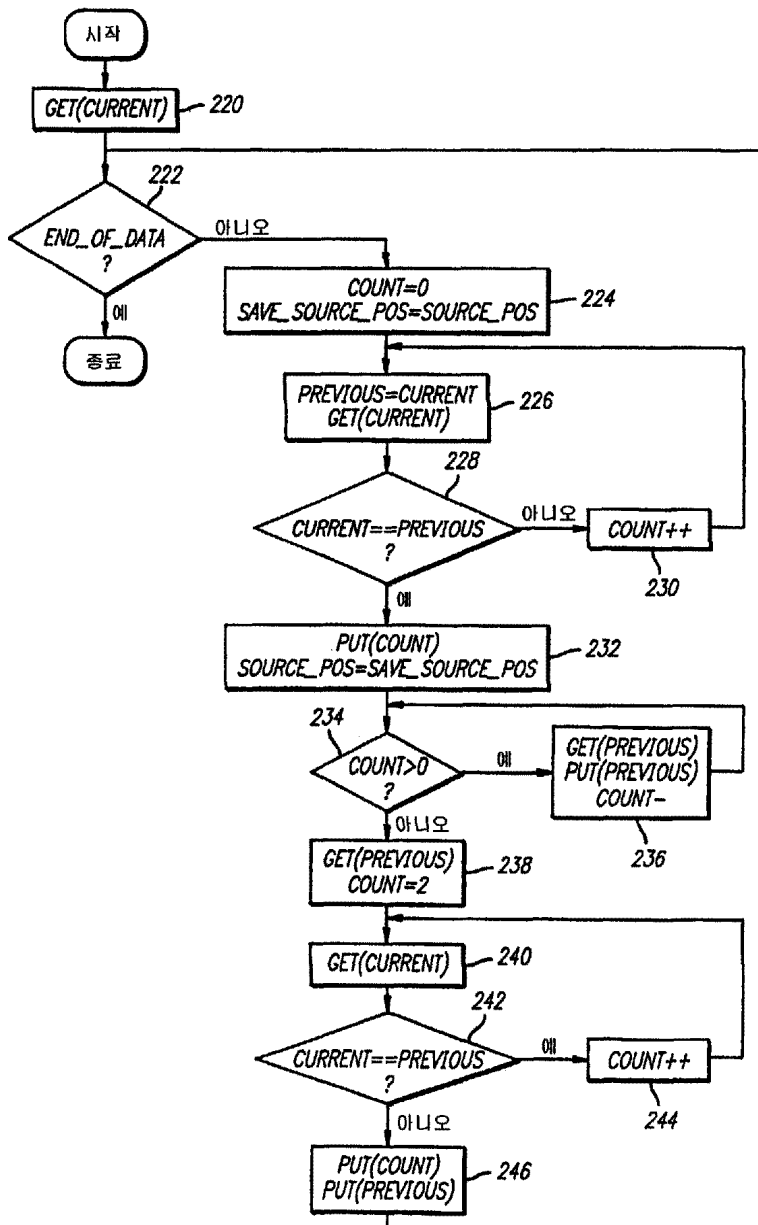 시작
GET(CURRENT)
220
222
END_OF_DATA
?
아니오
예
종료
COUNT=0
SAVE_SOURCE_POS=SOURCE_POS
224
PREVIOUS=CURRENT
GET(CURRENT)
226
228
CURRENT==PREVIOUS
?
아니오
COUNT++
230
예
PUT(COUNT)
SOURCE_POS=SAVE_SOURCE_POS
232
234
COUNT>0
?
예
GET(PREVIOUS)
PUT(PREVIOUS)
COUNT-
236
아니오
GET(PREVIOUS)
COUNT=2
238
GET(CURRENT)
240
242
CURRENT==PREVIOUS
?
예
COUNT++
244
아니오
PUT(COUNT)
PUT(PREVIOUS)
246